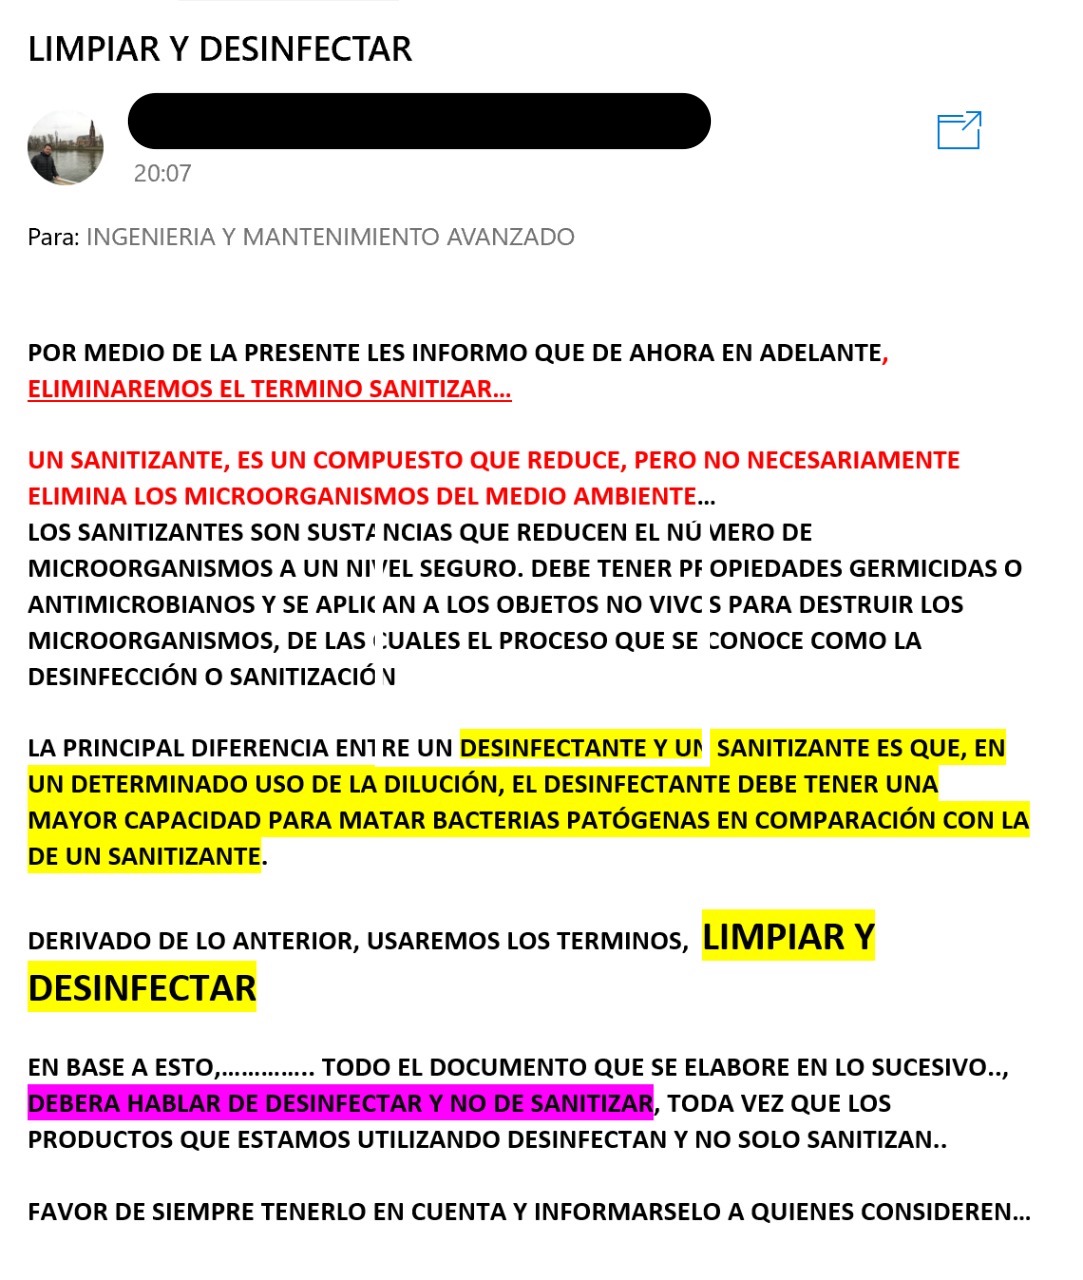 LIMPIAR Y DESINFECTAR
20:07
Para: INGENIERIA Y MANTENIMIENTO AVANZADO
POR MEDIO DE LA PRESENTE LES INFORMO QUE DE AHORA EN ADELANTE,
ELIMINAREMOS EL TERMINO SANITIZAR...
UN SANITIZANTE, ES UN COMPUESTO QUE REDUCE, PERO NO NECESARIAMENTE
ELIMINA LOS MICROORGANISMOS DEL MEDIO AMBIENTE...
LOS SANITIZANTES SON SUSTANCIAS QUE REDUCEN EL NÚMERO DE
MICROORGANISMOS A UN NIVEL SEGURO. DEBE TENER PROPIEDADES GERMICIDAS O
ANTIMICROBIANOS Y SE APLICAN A LOS OBJETOS NO VIVOS PARA DESTRUIR LOS
MICROORGANISMOS, DE LAS CUALES EL PROCESO QUE SE CONOCE COMO LA
DESINFECCIÓN O SANITIZACIÓN
LA PRINCIPAL DIFERENCIA ENTRE UN DESINFECTANTE Y UN SANITIZANTE ES QUE, EN
UN DETERMINADO USO DE LA DILUCIÓN, EL DESINFECTANTE DEBE TENER UNA
MAYOR CAPACIDAD PARA MATAR BACTERIAS PATÓGENAS EN COMPARACIÓN CON LA
DE UN SANITIZANTE.
DERIVADO DE LO ANTERIOR, USAREMOS LOS TERMINOS, LIMPIAR Y
DESINFECTAR
EN BASE A ESTO,.............. TODO EL DOCUMENTO QUE SE ELABORE EN LO SUCESIVO..,
DEBERA HABLAR DE DESINFECTAR Y NO DE SANITIZAR, TODA VEZ QUE LOS
PRODUCTOS QUE ESTAMOS UTILIZANDO DESINFECTAN Y NO SOLO SANITIZAN..
FAVOR DE SIEMPRE TENERLO EN CUENTA Y INFORMARSELO A QUIENES CONSIDEREN...